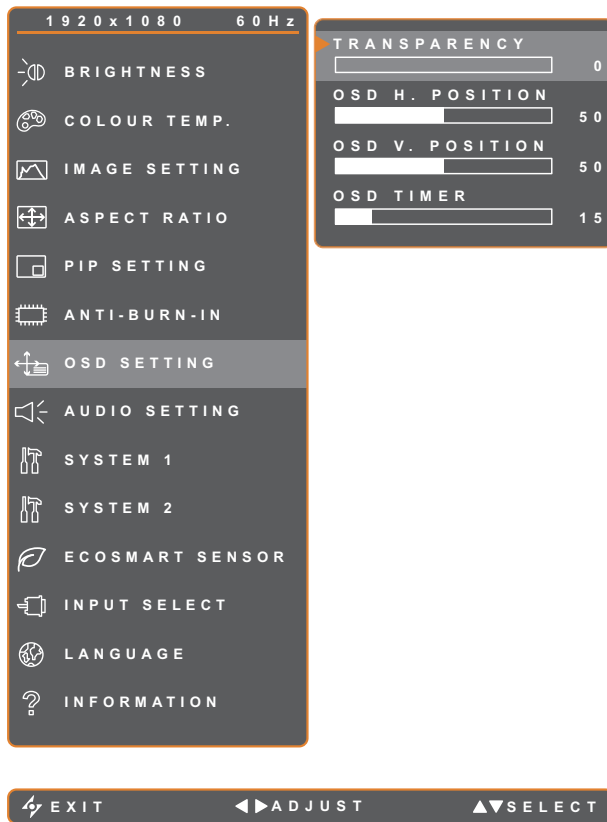 1920x1080 60Hz
BRIGHTNESS
COLOUR TEMP.
IMAGE SETTING
ASPECT RATIO
PIP SETTING
ANTI-BURN-IN
OSD SETTING
AUDIO SETTING
SYSTEM 1
SYSTEM 2
ECOSMART SENSOR
INPUT SELECT
LANGUAGE
INFORMATION
TRANSPARENCY
0
OSD H. POSITION
50
OSD V. POSITION
50
OSD TIMER
15
EXIT ADJUST SELECT